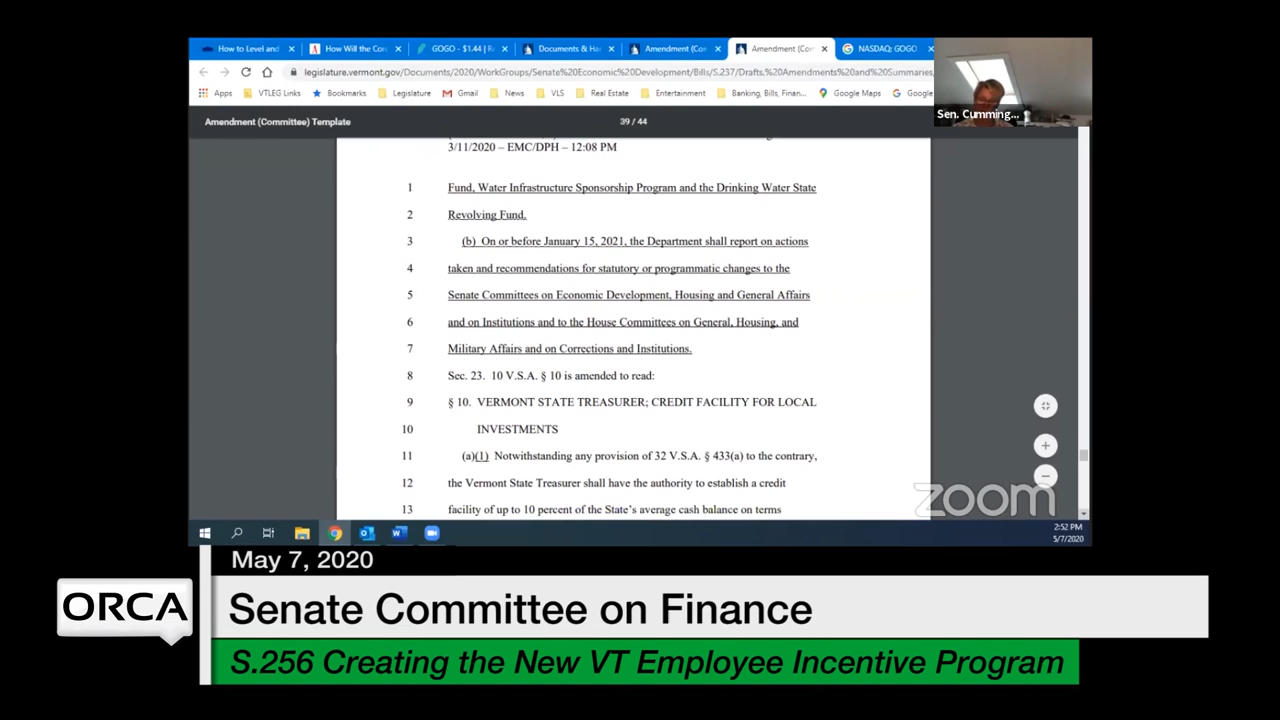 How to Level and
How Will the Cor
GOGO - $1.44 | R
Documents & Ha
Amendment (Co
Amendment (Co
NASDAQ: GOGO
legislature.vermont.gov/Documents/2020/WorkGroups/Senate%20Economic%20Development/Bills/S.237/Drafts,%20Amendments%20and%20Summaries,
Apps VTLEG Links Bookmarks Legislature Gmail News VLS Real Estate Entertainment Banking, Bills, Finan... Google Maps Google
Sen. Cumming...
Amendment (Committee) Template 39 / 44
3/11/2020 – EMC/DPH – 12:08 PM
1 Fund, Water Infrastructure Sponsorship Program and the Drinking Water State
2 Revolving Fund.
3 (b) On or before January 15, 2021, the Department shall report on actions
4 taken and recommendations for statutory or programmatic changes to the
5 Senate Committees on Economic Development, Housing and General Affairs
6 and on Institutions and to the House Committees on General, Housing, and
7 Military Affairs and on Corrections and Institutions.
8 Sec. 23. 10 V.S.A. § 10 is amended to read:
9 § 10. VERMONT STATE TREASURER; CREDIT FACILITY FOR LOCAL
10 INVESTMENTS
11 (a)(1) Notwithstanding any provision of 32 V.S.A. § 433(a) to the contrary,
12 the Vermont State Treasurer shall have the authority to establish a credit
13 facility of up to 10 percent of the State’s average cash balance on terms
zoom
2:52 PM
5/7/2020
May 7, 2020
ORCA
Senate Committee on Finance
S.256 Creating the New VT Employee Incentive Program